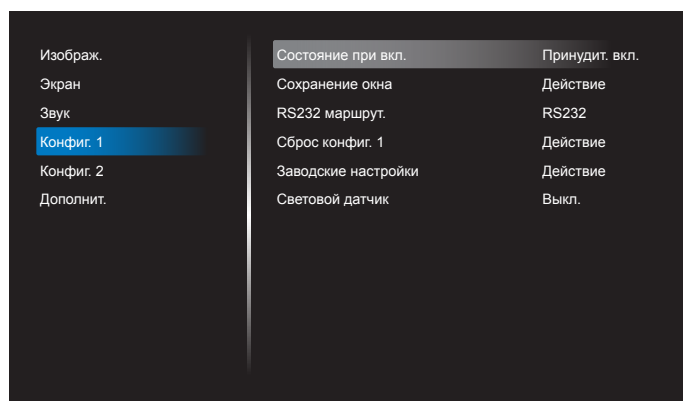 Изображ.
Экран
Звук
Конфиг. 1
Конфиг. 2
Дополнит.
Состояние при вкл. Принудит. вкл.
Сохранение окна Действие
RS232 маршрут. RS232
Сброс конфиг. 1 Действие
Заводские настройки Действие
Световой датчик Выкл.